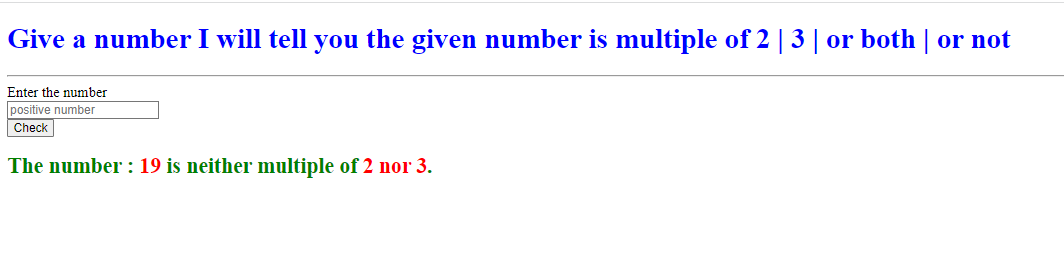 Give a number I will tell you the given number is multiple of 2 | 3 | or both | or not
Enter the number
positive number
Check
The number : 19 is neither multiple of 2 nor 3.